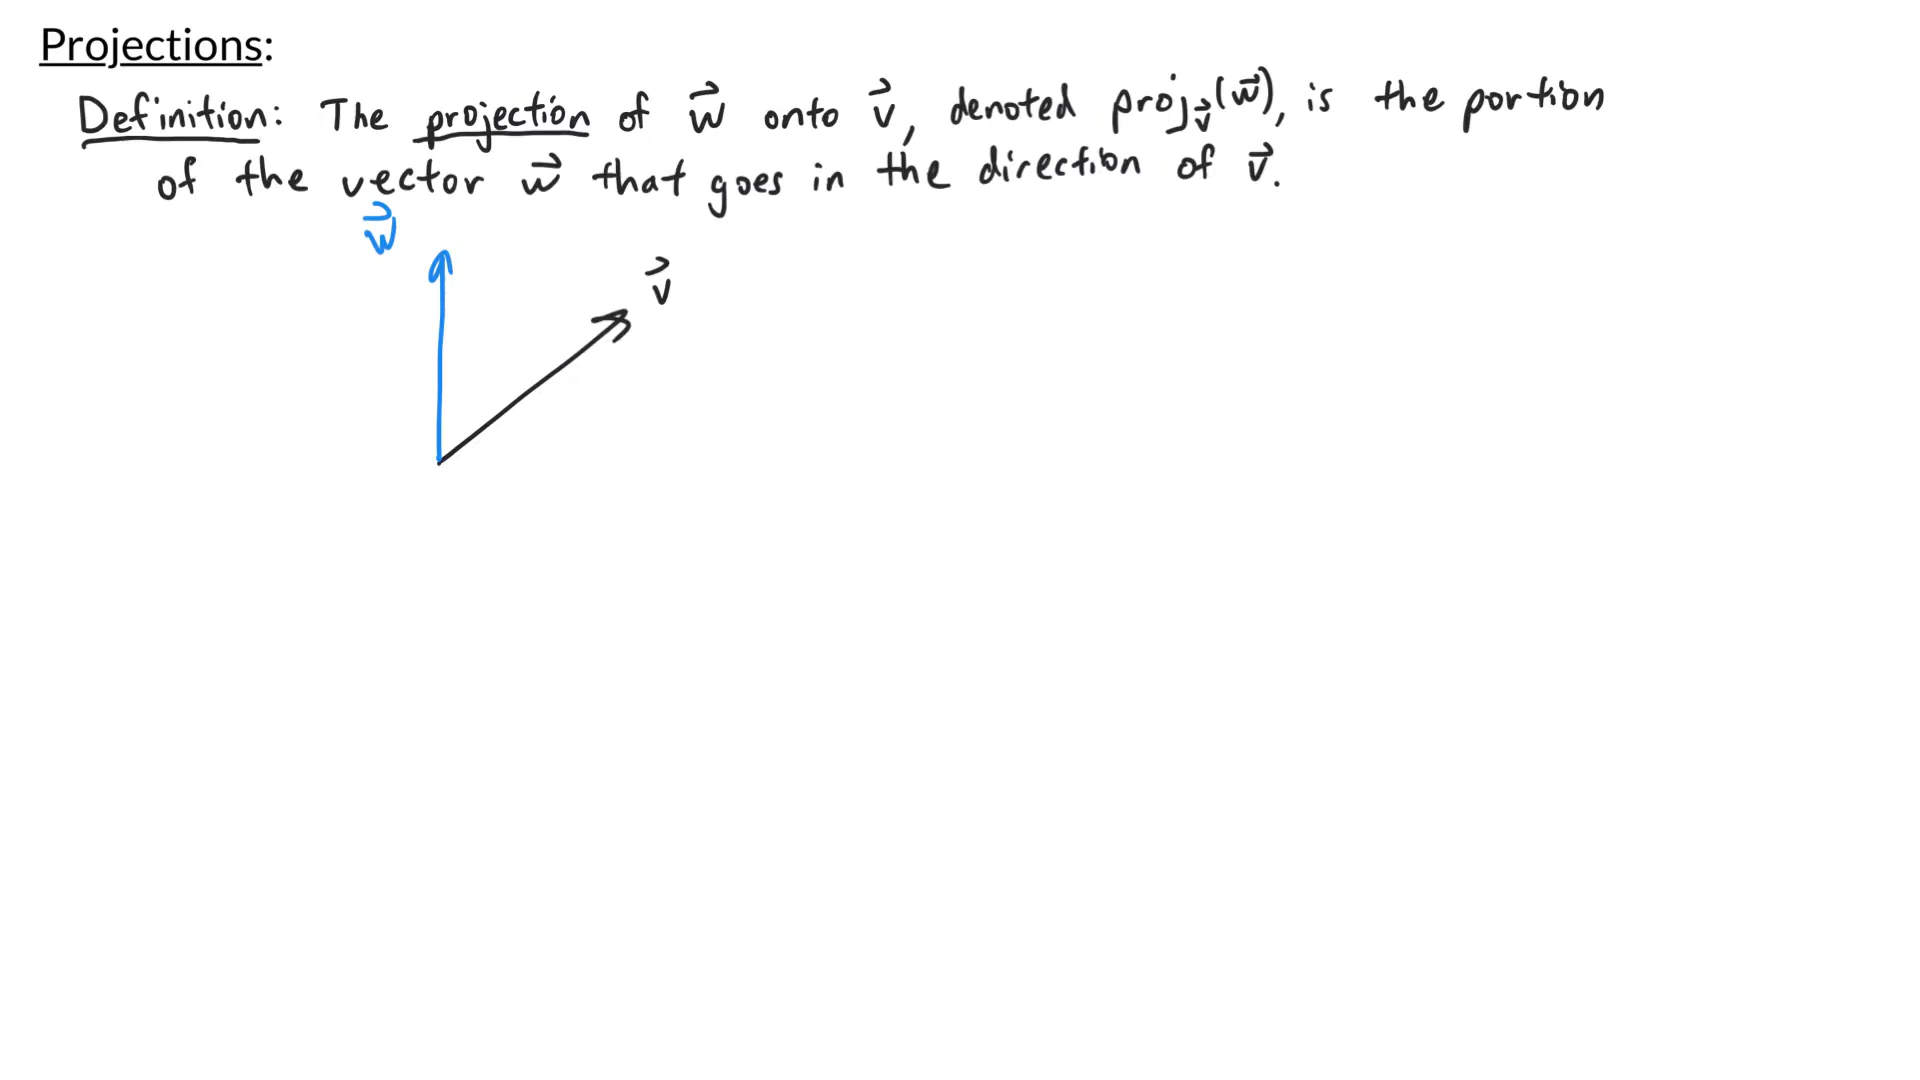 Projections:
Definition: The projection of w⃗ onto v⃗, denoted proj_v⃗(w⃗), is the portion
of the vector w⃗ that goes in the direction of v⃗.
w⃗
v⃗